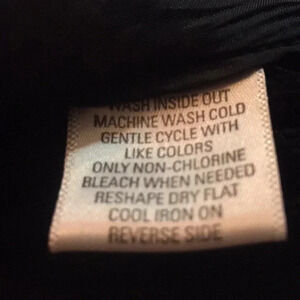 WASH INSIDE OUT
MACHINE WASH COLD
GENTLE CYCLE WITH
LIKE COLORS
ONLY NON-CHLORINE
BLEACH WHEN NEEDED
RESHAPE DRY FLAT
COOL IRON ON
REVERSE SIDE